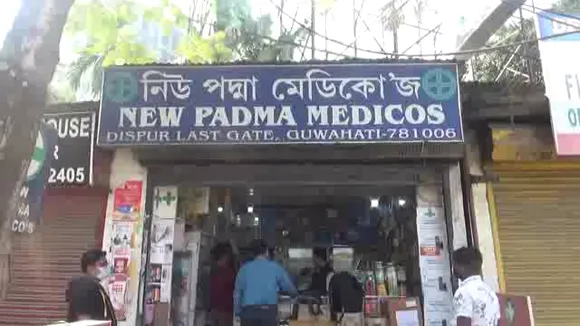 নিউ পদ্মা মেডিকো'জ
NEW PADMA MEDICOS
DISPUR LAST GATE, GUWAHATI-781006
OUSE
R
2405